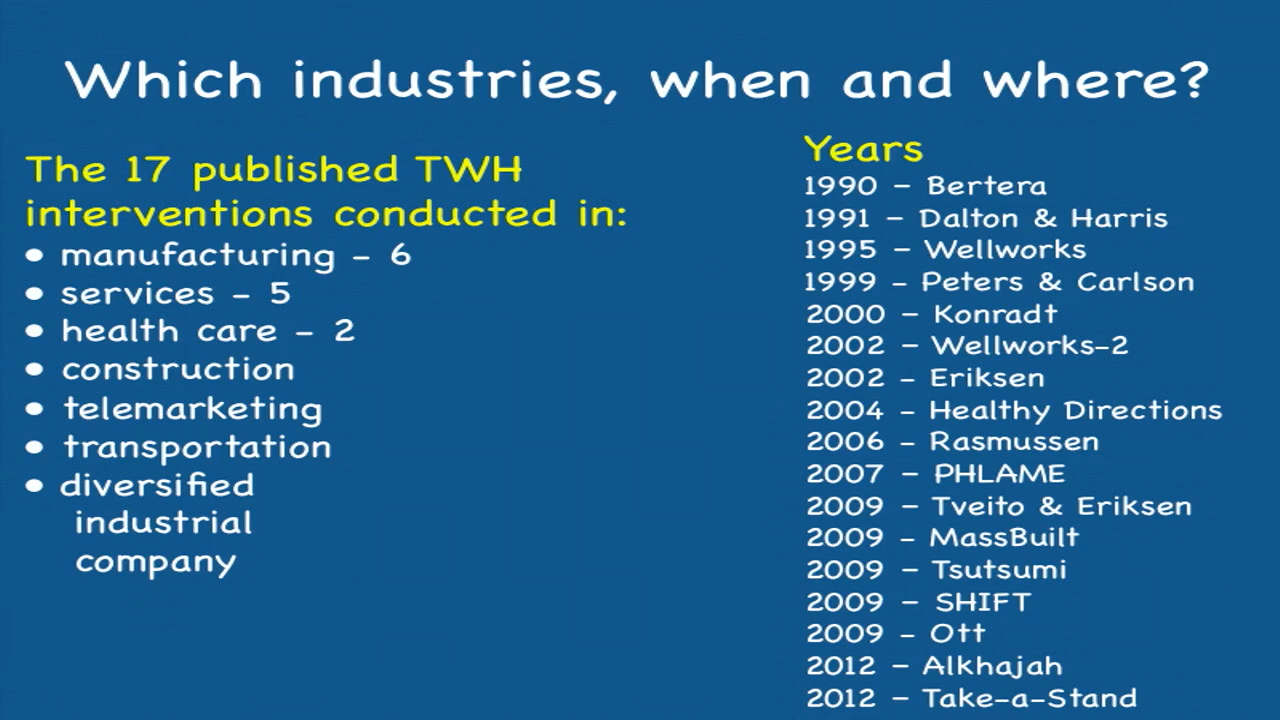 Which industries, when and where?
The 17 published TWH
interventions conducted in:
• manufacturing - 6
• services - 5
• health care - 2
• construction
• telemarketing
• transportation
• diversified
industrial
company
Years
1990 - Bertera
1991 - Dalton & Harris
1995 - Wellworks
1999 - Peters & Carlson
2000 - Konradt
2002 - Wellworks-2
2002 - Eriksen
2004 - Healthy Directions
2006 - Rasmussen
2007 - PHLAME
2009 - Tveito & Eriksen
2009 - MassBuilt
2009 - Tsutsumi
2009 - SHIFT
2009 - Ott
2012 - Alkhajah
2012 - Take-a-Stand